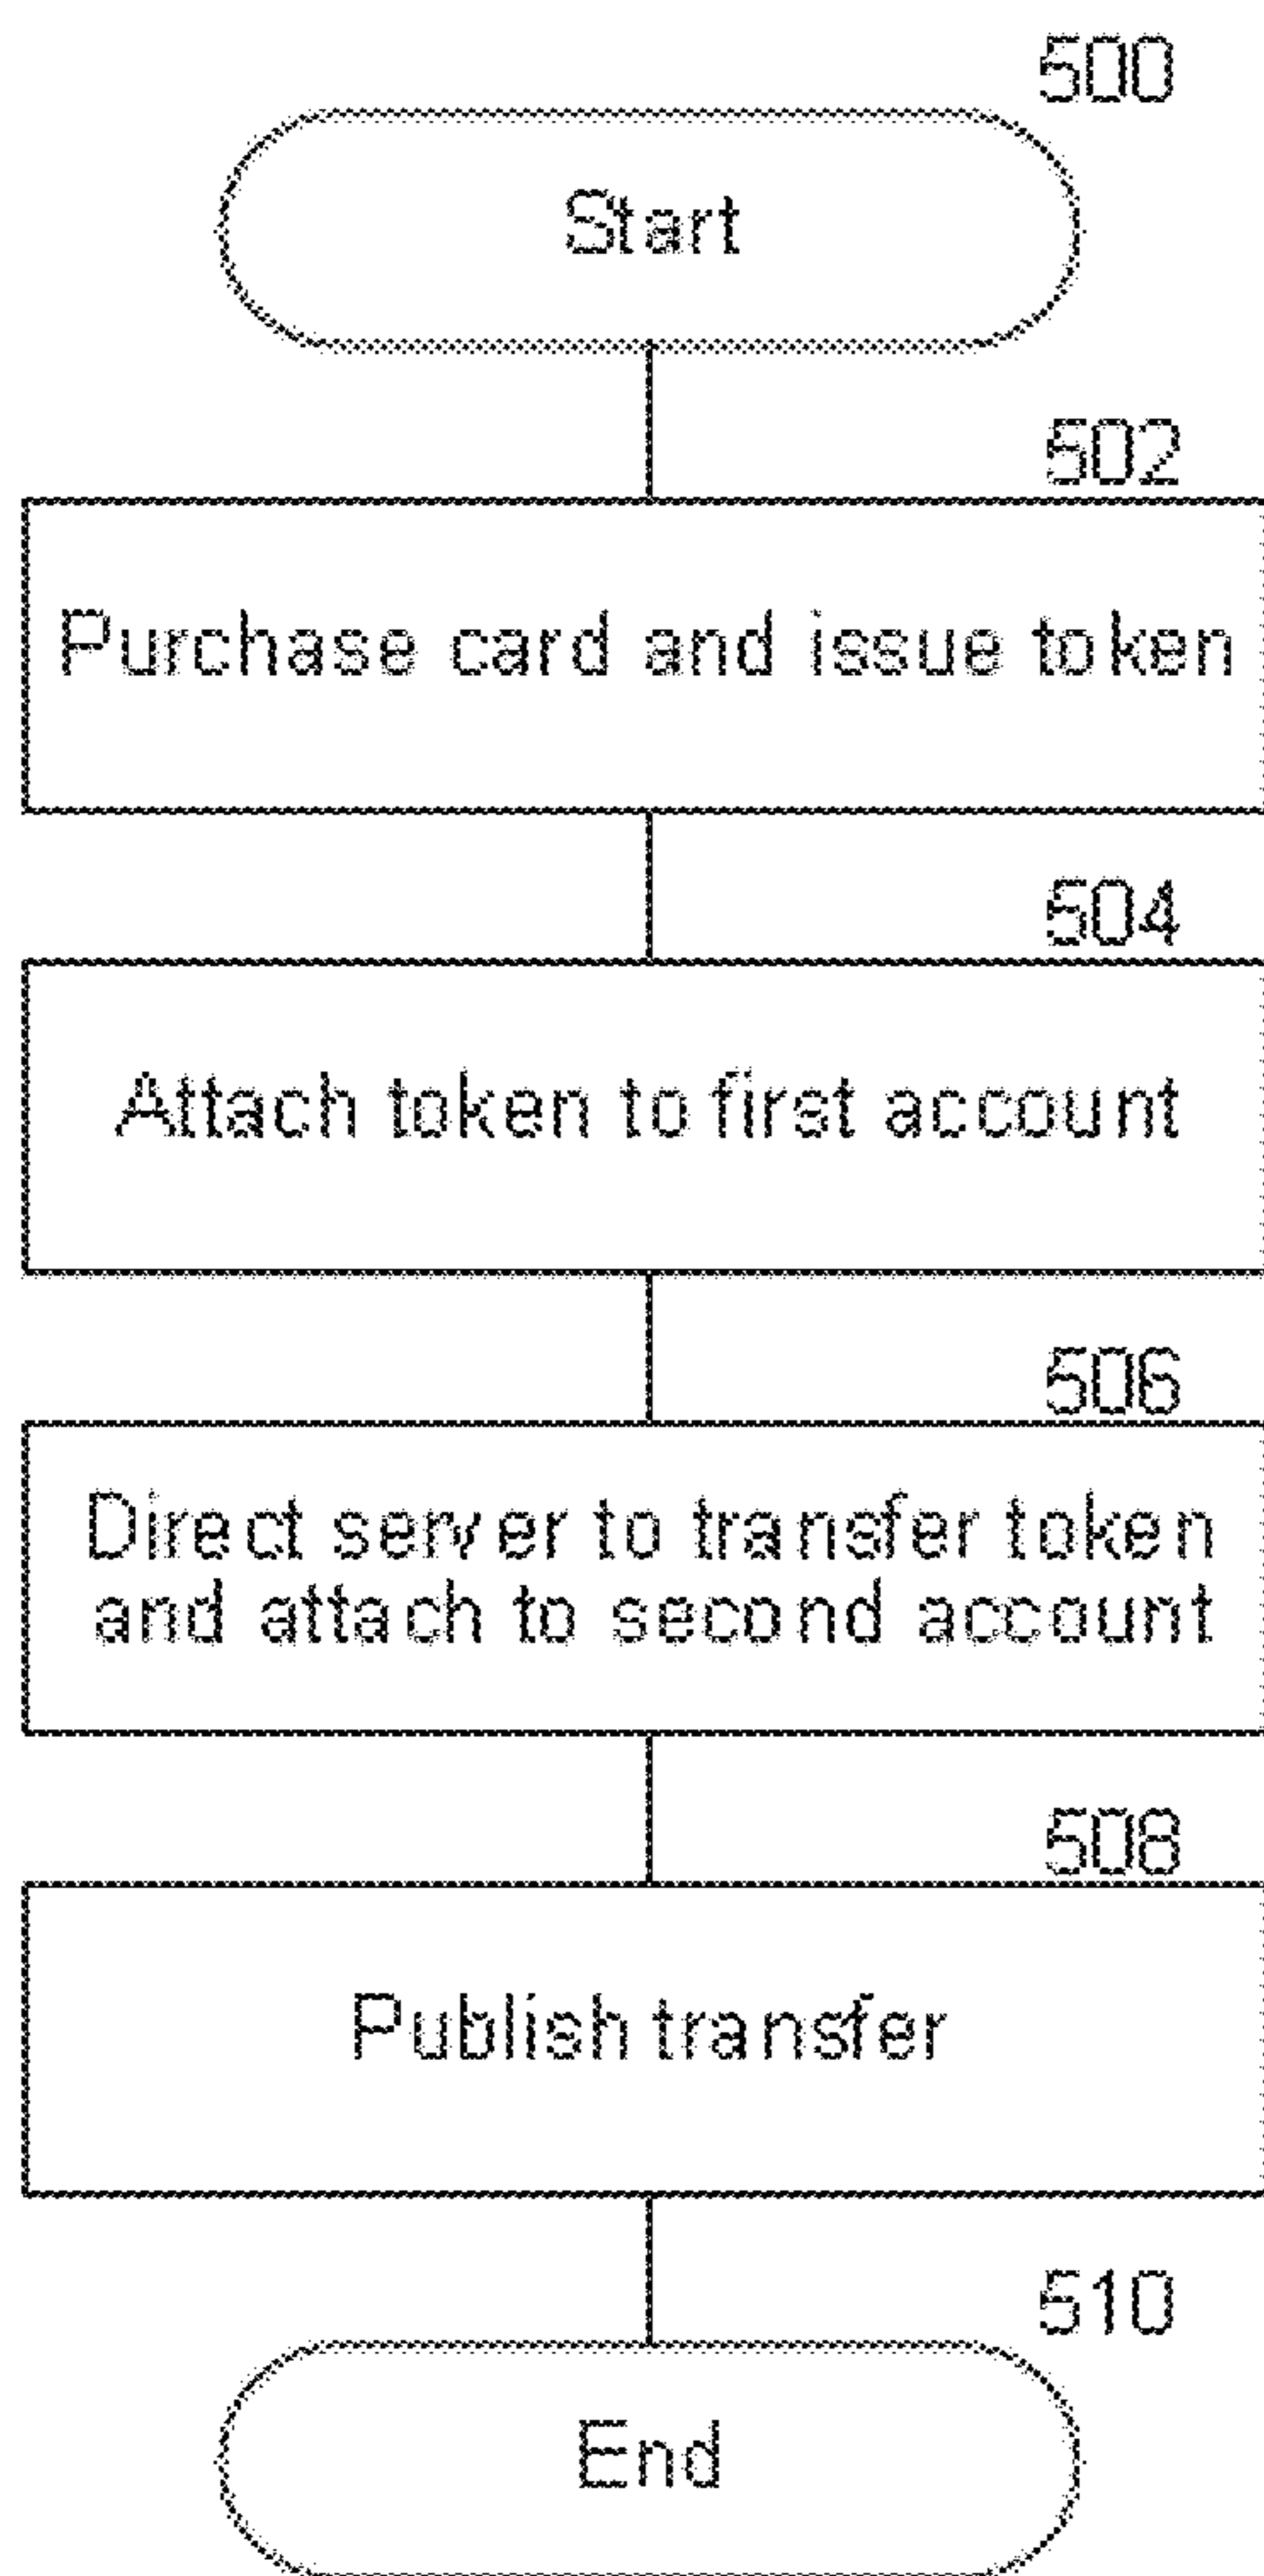 500
Start
502
Purchase card and issue token
504
Attach token to first account
506
Direct server to transfer token
and attach to second account
508
Publish transfer
510
End